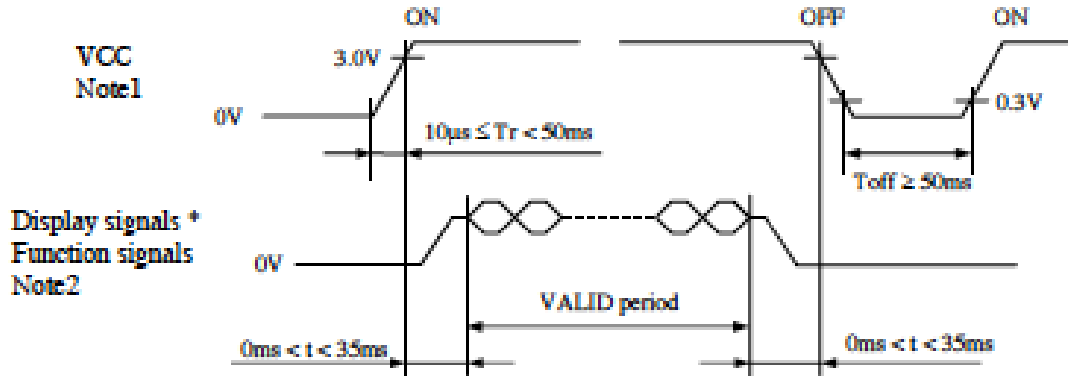 ON OFF ON
VCC
Note1
3.0V
0V
0.3V
10μs ≤ Tr < 50ms
Toff ≥ 50ms
Display signals *
Function signals
Note2
0V
VALID period
0ms < t < 35ms
0ms < t < 35ms